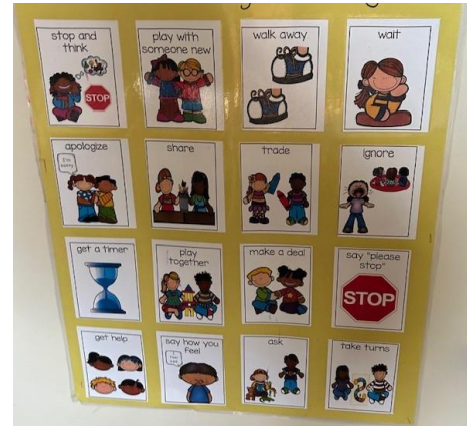 stop and
think
STOP
play with
someone new
walk away
wait
apologize
I'm
sorry
share
trade
ignore
get a timer
play
together
make a deal
say "please
stop"
STOP
get help
say how you
feel
I
feel
ask
take turns